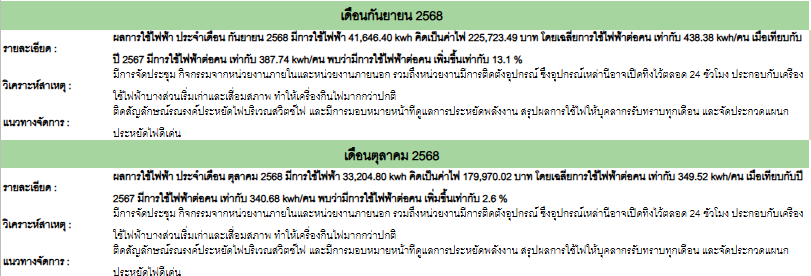 เดือนกันยายน 2568
ผลการใช้ไฟฟ้า ประจำเดือน กันยายน 2568 มีการใช้ไฟฟ้า 41,646.40 kwh คิดเป็นค่าไฟ 225,723.49 บาท โดยเฉลี่ยการใช้ไฟฟ้าต่อคน เท่ากับ 438.38 kwh/คน เมื่อเทียบกับ
รายละเอียด :
ปี 2567 มีการใช้ไฟฟ้าต่อคน เท่ากับ 387.74 kwh/คน พบว่ามีการใช้ไฟฟ้าต่อคน เพิ่มขึ้นเท่ากับ 13.1 %
มีการจัดประชุม กิจกรรมจากหน่วยงานภายในและหน่วยงานภายนอก รวมถึงหน่วยงานมีการติดตั้งอุปกรณ์ ซึ่งอุปกรณ์เหล่านี้อาจเปิดทิ้งไว้ตลอด 24 ชั่วโมง ประกอบกับเครื่อง
วิเคราะห์สาเหตุ :
ใช้ไฟฟ้าบางส่วนเริ่มเก่าและเสื่อมสภาพ ทำให้เครื่องกินไฟมากกว่าปกติ
ติดสัญลักษณ์รณรงค์ประหยัดไฟบริเวณสวิตช์ไฟ และมีการมอบหมายหน้าที่ดูแลการประหยัดพลังงาน สรุปผลการใช้ไฟให้บุคลากรรับทราบทุกเดือน และจัดประกวดแผนก
แนวทางจัดการ :
ประหยัดไฟดีเด่น
เดือนตุลาคม 2568
ผลการใช้ไฟฟ้า ประจำเดือน ตุลาคม 2568 มีการใช้ไฟฟ้า 33,204.80 kwh คิดเป็นค่าไฟ 179,970.02 บาท โดยเฉลี่ยการใช้ไฟฟ้าต่อคน เท่ากับ 349.52 kwh/คน เมื่อเทียบกับปี
รายละเอียด :
2567 มีการใช้ไฟฟ้าต่อคน เท่ากับ 340.68 kwh/คน พบว่ามีการใช้ไฟฟ้าต่อคน เพิ่มขึ้นเท่ากับ 2.6 %
มีการจัดประชุม กิจกรรมจากหน่วยงานภายในและหน่วยงานภายนอก รวมถึงหน่วยงานมีการติดตั้งอุปกรณ์ ซึ่งอุปกรณ์เหล่านี้อาจเปิดทิ้งไว้ตลอด 24 ชั่วโมง ประกอบกับเครื่อง
วิเคราะห์สาเหตุ :
ใช้ไฟฟ้าบางส่วนเริ่มเก่าและเสื่อมสภาพ ทำให้เครื่องกินไฟมากกว่าปกติ
ติดสัญลักษณ์รณรงค์ประหยัดไฟบริเวณสวิตช์ไฟ และมีการมอบหมายหน้าที่ดูแลการประหยัดพลังงาน สรุปผลการใช้ไฟให้บุคลากรรับทราบทุกเดือน และจัดประกวดแผนก
แนวทางจัดการ :
ประหยัดไฟดีเด่น